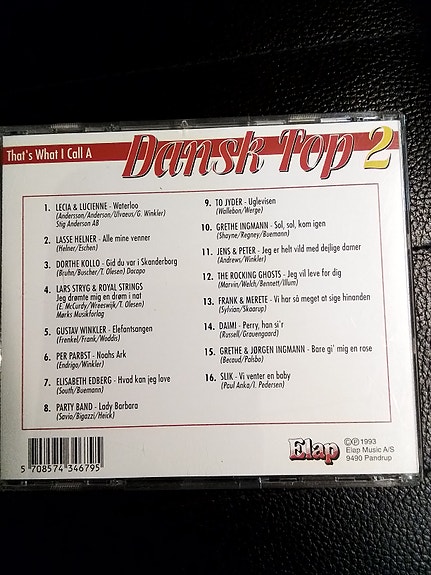 That's What I Call A
Dansk Top 2
1. LECIA & LUCIENNE - Waterloo
(Andersson/Anderson/Ulvaeus/G. Winkler)
Stig Anderson AB
2. LASSE HELNER - Alle mine venner
(Helner/Eschen)
3. DORTHE KOLLO - Gid du var i Skanderborg
(Bruhn/Buscher/T. Olesen) Dacapo
4. LARS STRYG & ROYAL STRINGS
Jeg drømte mig en drøm i nat
(E. McCurdy/Wreeswijk/T. Olesen)
Mørks Musikforlag
5. GUSTAV WINKLER - Elefantsangen
(Frenkel/Frank/Woddis)
6. PER PARBST - Noahs Ark
(Endrigo/Winkler)
7. ELISABETH EDBERG - Hvad kan jeg love
(South/Buemann)
8. PARTY BAND - Lady Barbara
(Savio/Bigazzi/Heick)
9. TO JYDER - Uglevisen
(Wallebon/Werge)
10. GRETHE INGMANN - Sol, sol, kom igen
(Shayne/Regney/Buemann)
11. JENS & PETER - Jeg er helt vild med dejlige damer
(Andrews/Winkler)
12. THE ROCKING GHOSTS - Jeg vil leve for dig
(Marvin/Welch/Bennett/Illum)
13. FRANK & MERETE - Vi har så meget at sige hinanden
(Sylvian/Skaarup)
14. DAIMI - Perry, han si'r
(Russell/Grauengaard)
15. GRETHE & JØRGEN INGMANN - Bare gi' mig en rose
(Becaud/Palsbo)
16. SLIK - Vi venter en baby
(Paul Anka/I. Pedersen)
5 708574 346795
Elap
©℗ 1993
Elap Music A/S
9490 Pandrup